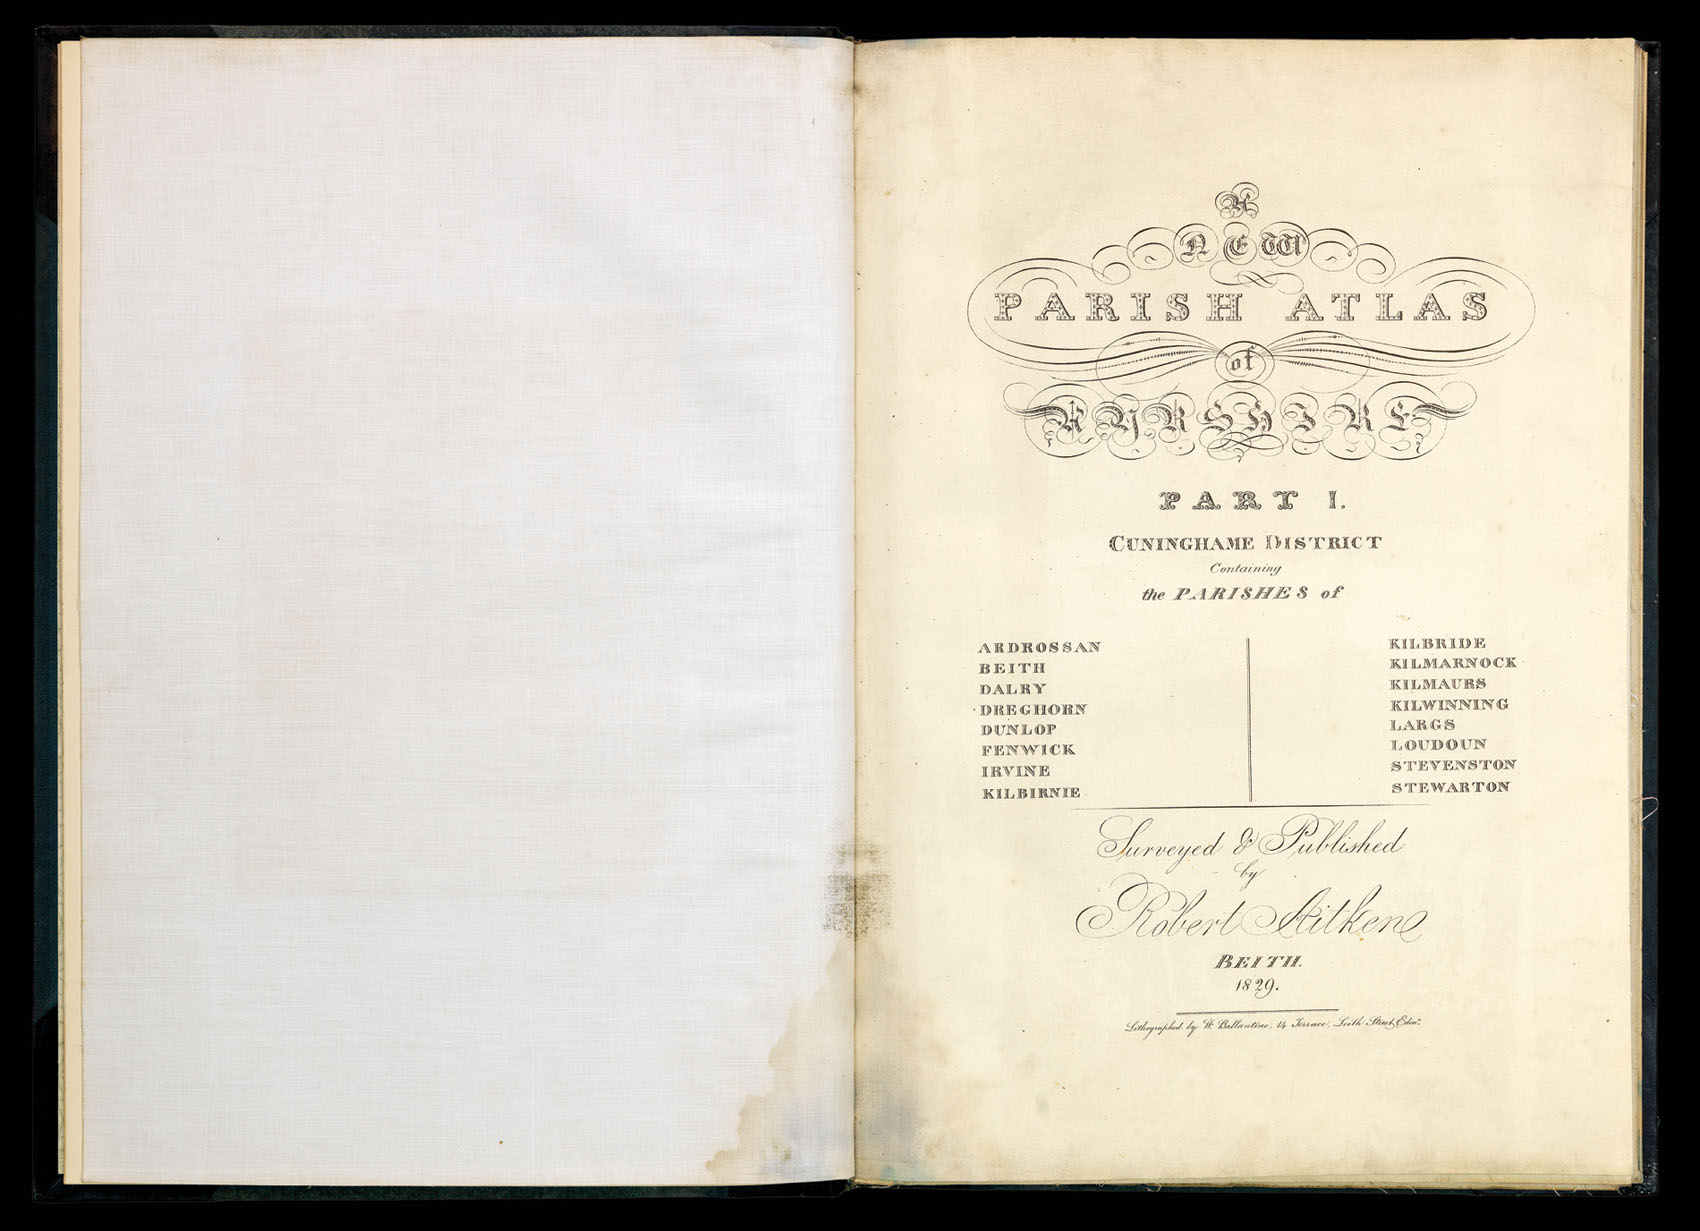 A
NEW
PARISH ATLAS
of
AYRSHIRE
PART I.
CUNINGHAME DISTRICT
Containing
the PARISHES of
ARDROSSAN
BEITH
DALRY
DREGHORN
DUNLOP
FENWICK
IRVINE
KILBIRNIE
KILBRIDE
KILMARNOCK
KILMAURS
KILWINNING
LARGS
LOUDOUN
STEVENSTON
STEWARTON
Surveyed & Published
by
Robert Aitken
BEITH.
1829.
Lithographed by W. Ballantine, 14 Terrace, Leith Street, Edinr.